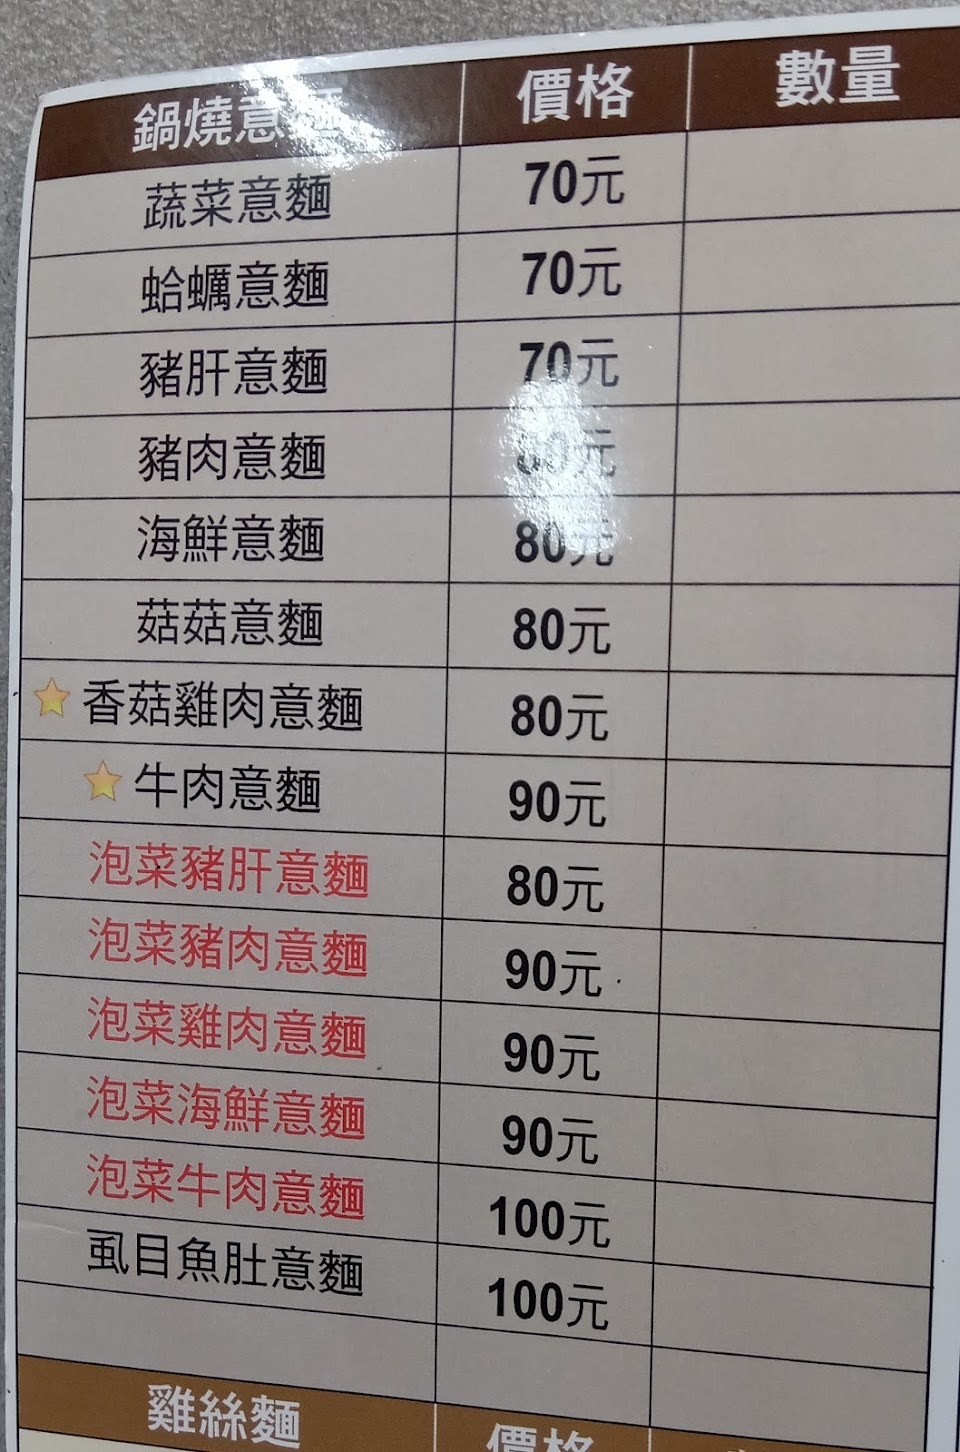 鍋燒意麵 價格 數量
蔬菜意麵 70元
蛤蠣意麵 70元
豬肝意麵 70元
豬肉意麵 80元
海鮮意麵 80元
菇菇意麵 80元
香菇雞肉意麵 80元
牛肉意麵 90元
泡菜豬肝意麵 80元
泡菜豬肉意麵 90元
泡菜雞肉意麵 90元
泡菜海鮮意麵 90元
泡菜牛肉意麵 100元
虱目魚肚意麵 100元
雞絲麵 價格